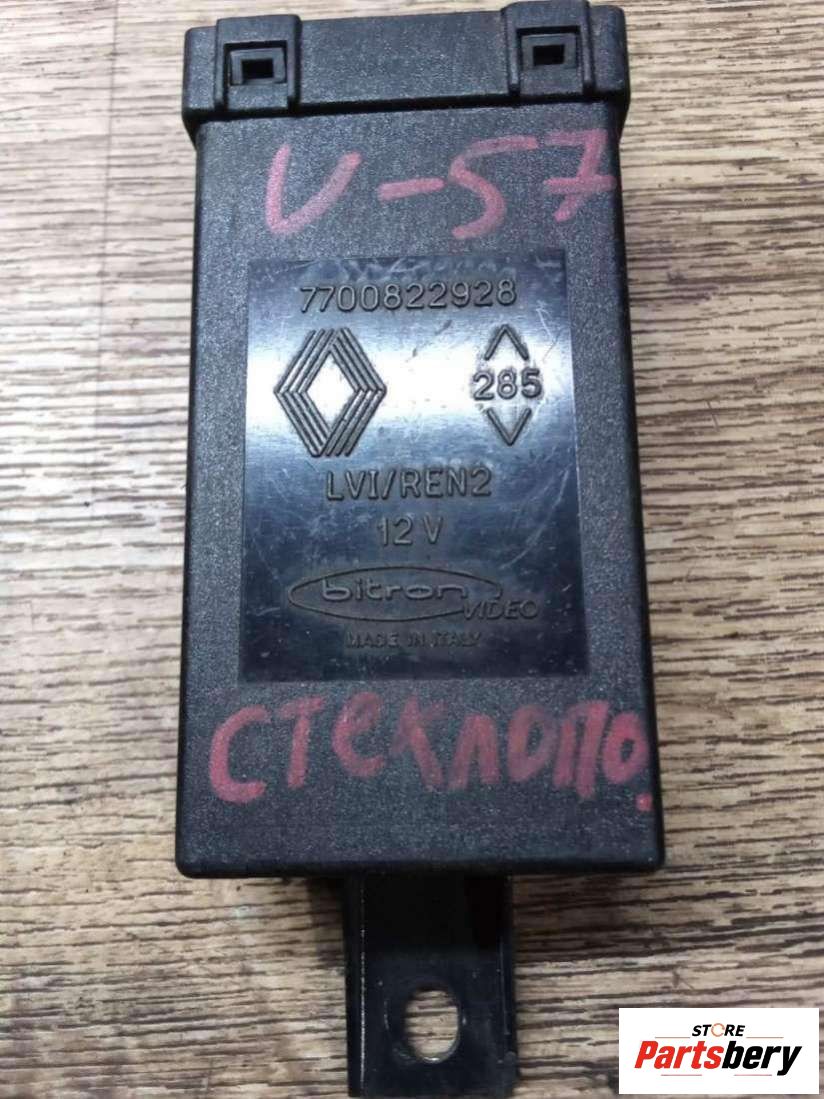 V-57
7700822928
285
LVI/REN2
12 V
bitron
VIDEO
MADE IN ITALY
СТЕКЛОПО.
STORE
Partsbery